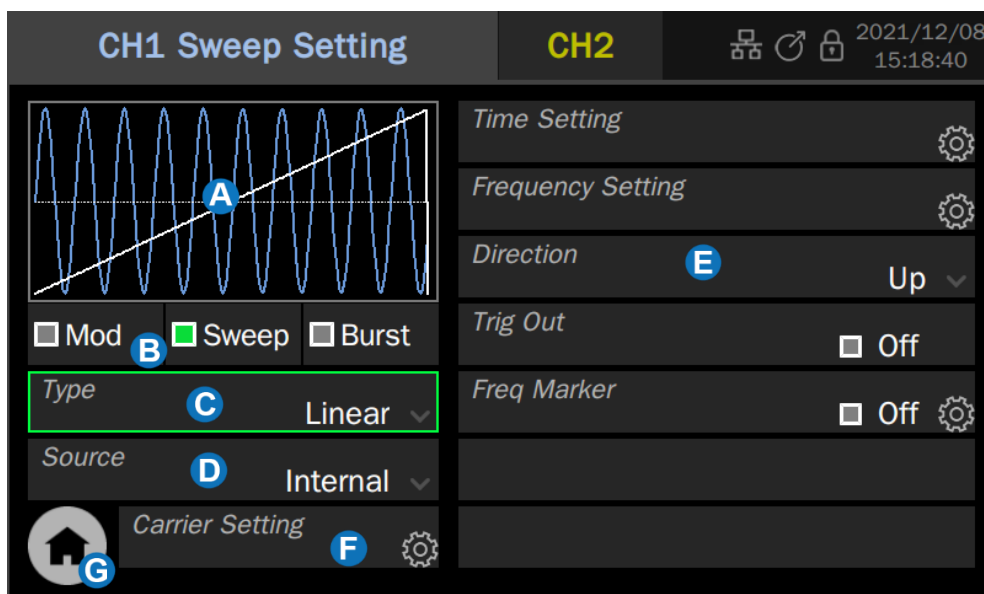 CH1 Sweep Setting
CH2
2021/12/08
15:18:40
A
Mod
B
Sweep
Burst
Type
C
Linear
Source
D
Internal
Carrier Setting
F
G
Time Setting
Frequency Setting
Direction
E
Up
Trig Out
Off
Freq Marker
Off